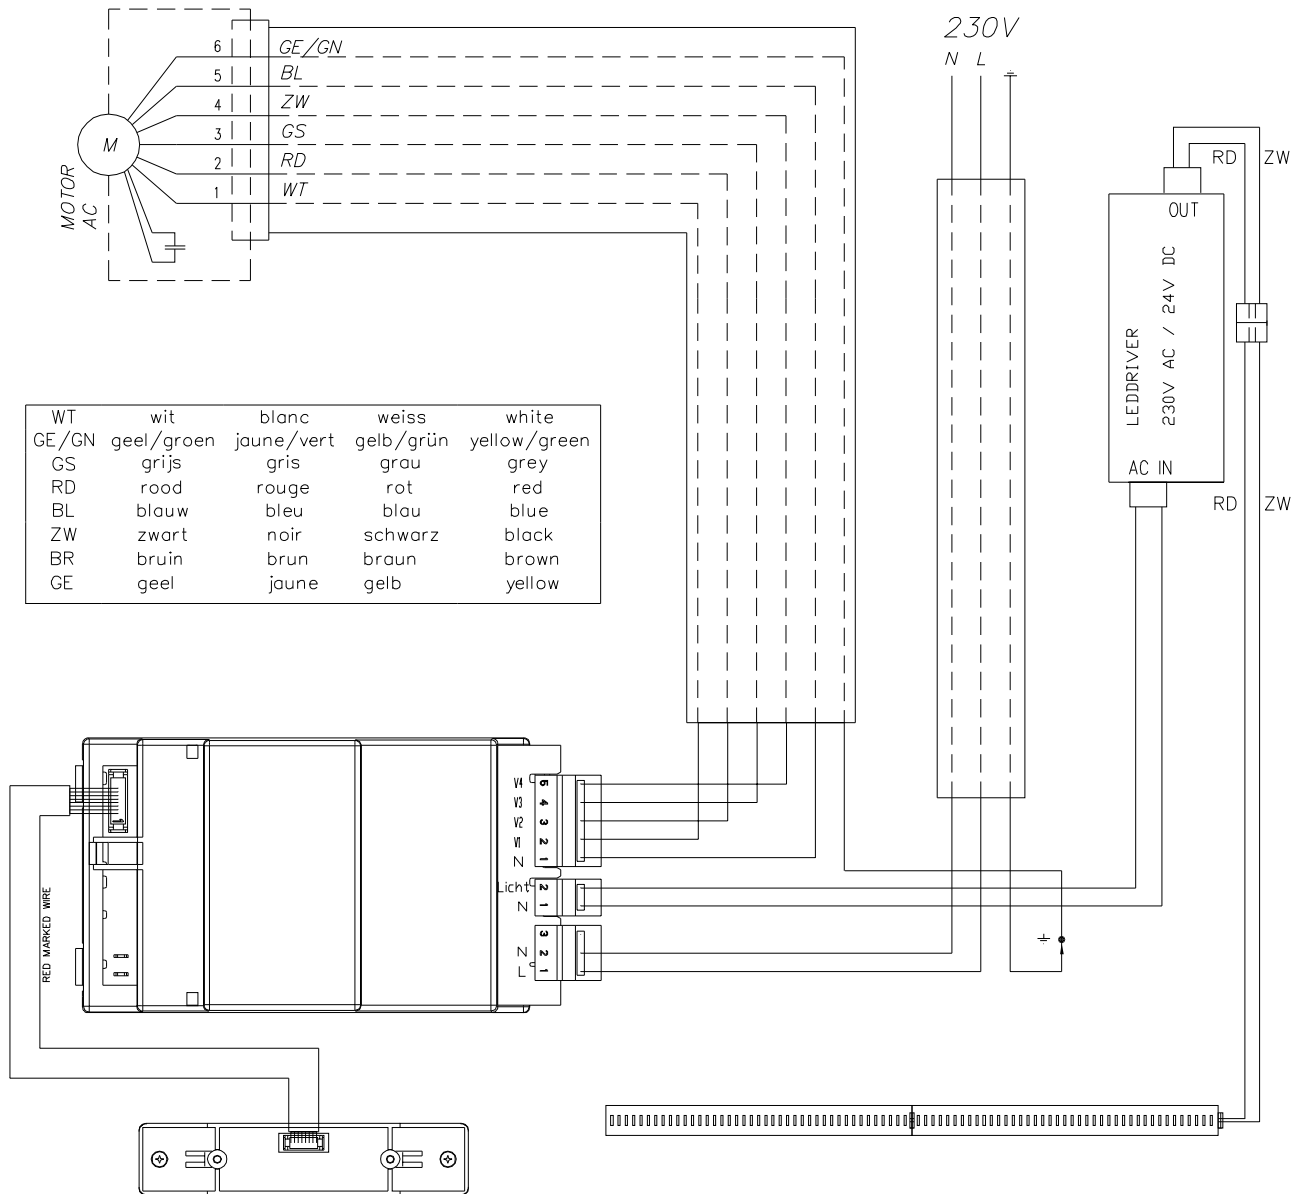 230V
N L
6 GE/GN
5 BL
4 ZW
3 GS
2 RD
1 WT
M
MOTOR
AC
RD ZW
OUT
LEDDRIVER
230V AC / 24V DC
AC IN
RD ZW
WT wit blanc weiss white
GE/GN geel/groen jaune/vert gelb/grün yellow/green
GS grijs gris grau grey
RD rood rouge rot red
BL blauw bleu blau blue
ZW zwart noir schwarz black
BR bruin brun braun brown
GE geel jaune gelb yellow
V4 5
V3 4
V2 3
V1 2
N 1
Licht 2
N 1
3
N 2
L 1
1
RED MARKED WIRE